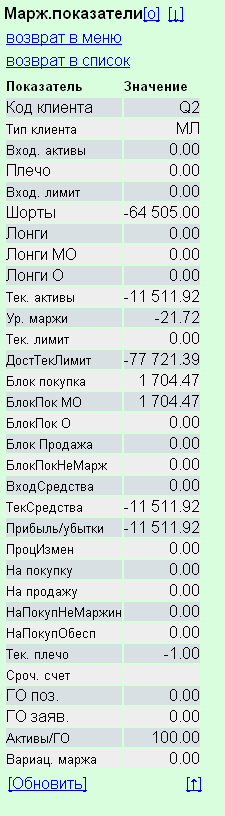 Марж.показатели[о] [↓]
возврат в меню
возврат в список
Показатель Значение
Код клиента Q2
Тип клиента МЛ
Вход. активы 0.00
Плечо 0.00
Вход. лимит 0.00
Шорты -64 505.00
Лонги 0.00
Лонги МО 0.00
Лонги О 0.00
Тек. активы -11 511.92
Ур. маржи -21.72
Тек. лимит 0.00
ДостТекЛимит -77 721.39
Блок покупка 1 704.47
БлокПок МО 1 704.47
БлокПок О 0.00
Блок Продажа 0.00
БлокПокНеМарж 0.00
ВходСредства 0.00
ТекСредства -11 511.92
Прибыль/убытки -11 511.92
ПроцИзмен 0.00
На покупку 0.00
На продажу 0.00
НаПокупНеМаржин 0.00
НаПокупОбесп 0.00
Тек. плечо -1.00
Сроч. счет
ГО поз. 0.00
ГО заяв. 0.00
Активы/ГО 100.00
Вариац. маржа 0.00
[Обновить] [↑]